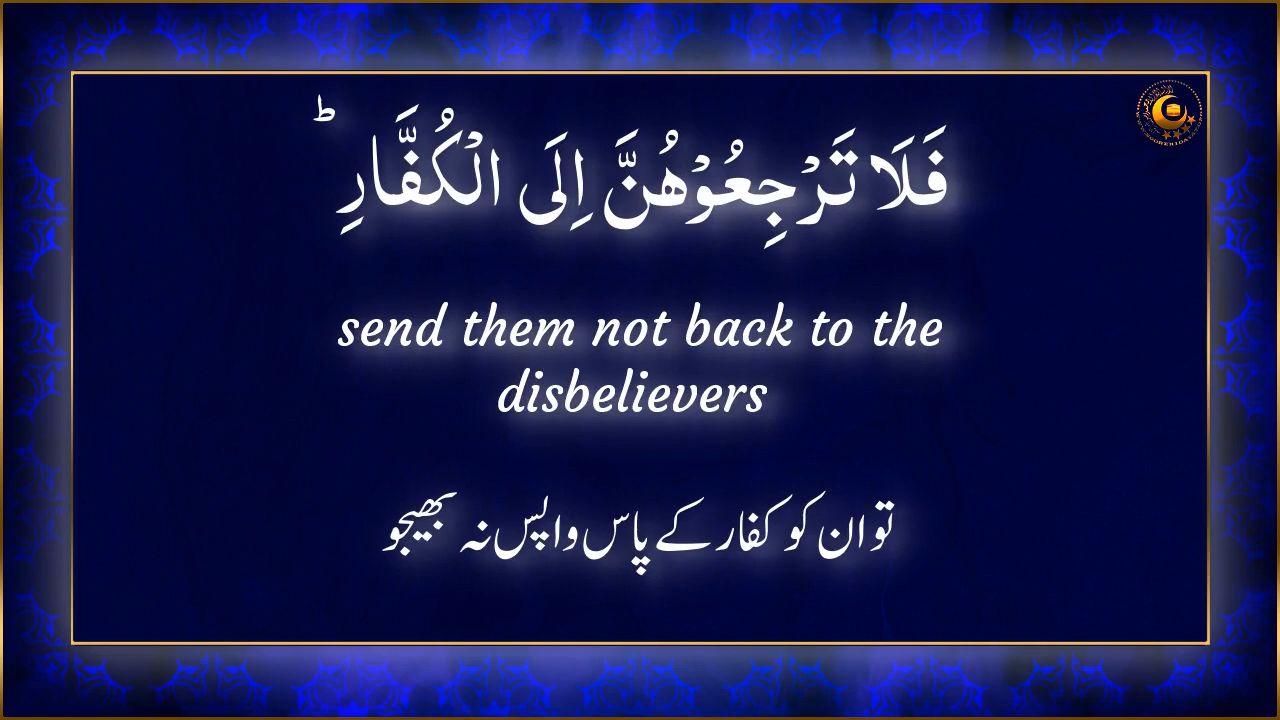 فَلَا تَرْجِعُوْهُنَّ اِلَى الْكُفَّارِ ؕ
send them not back to the
disbelievers
تو ان کو کفار کے پاس واپس نہ بھیجو